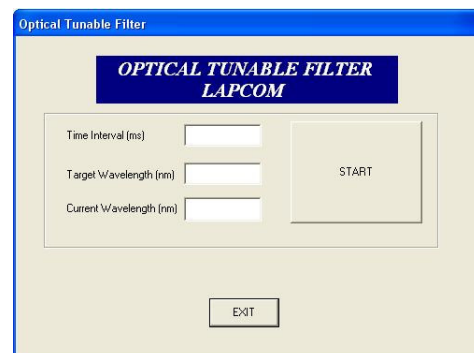 Optical Tunable Filter
OPTICAL TUNABLE FILTER
LAPCOM
Time Interval (ms)
Target Wavelength (nm)
START
Current Wavelength (nm)
EXIT